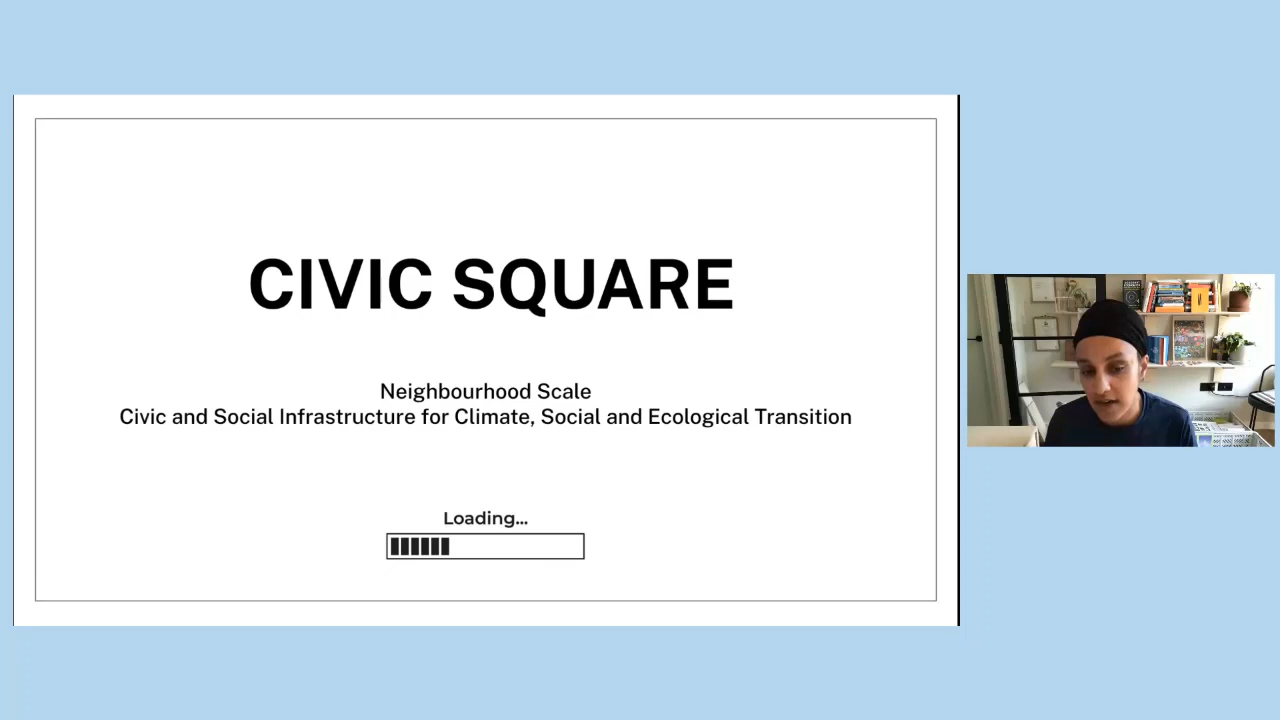 CIVIC SQUARE
Neighbourhood Scale
Civic and Social Infrastructure for Climate, Social and Ecological Transition
Loading...